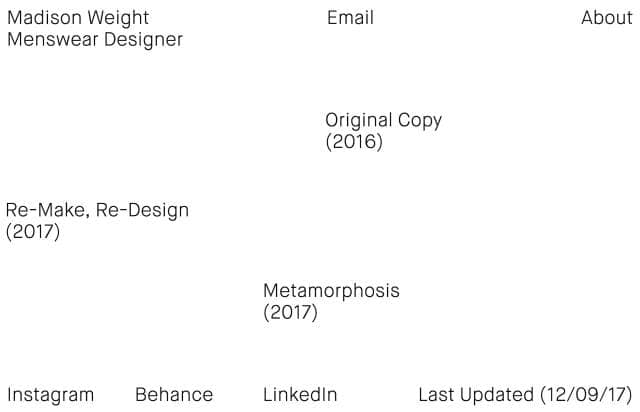 Madison Weight
Menswear Designer
Email
About
Original Copy
(2016)
Re-Make, Re-Design
(2017)
Metamorphosis
(2017)
Instagram
Behance
LinkedIn
Last Updated (12/09/17)